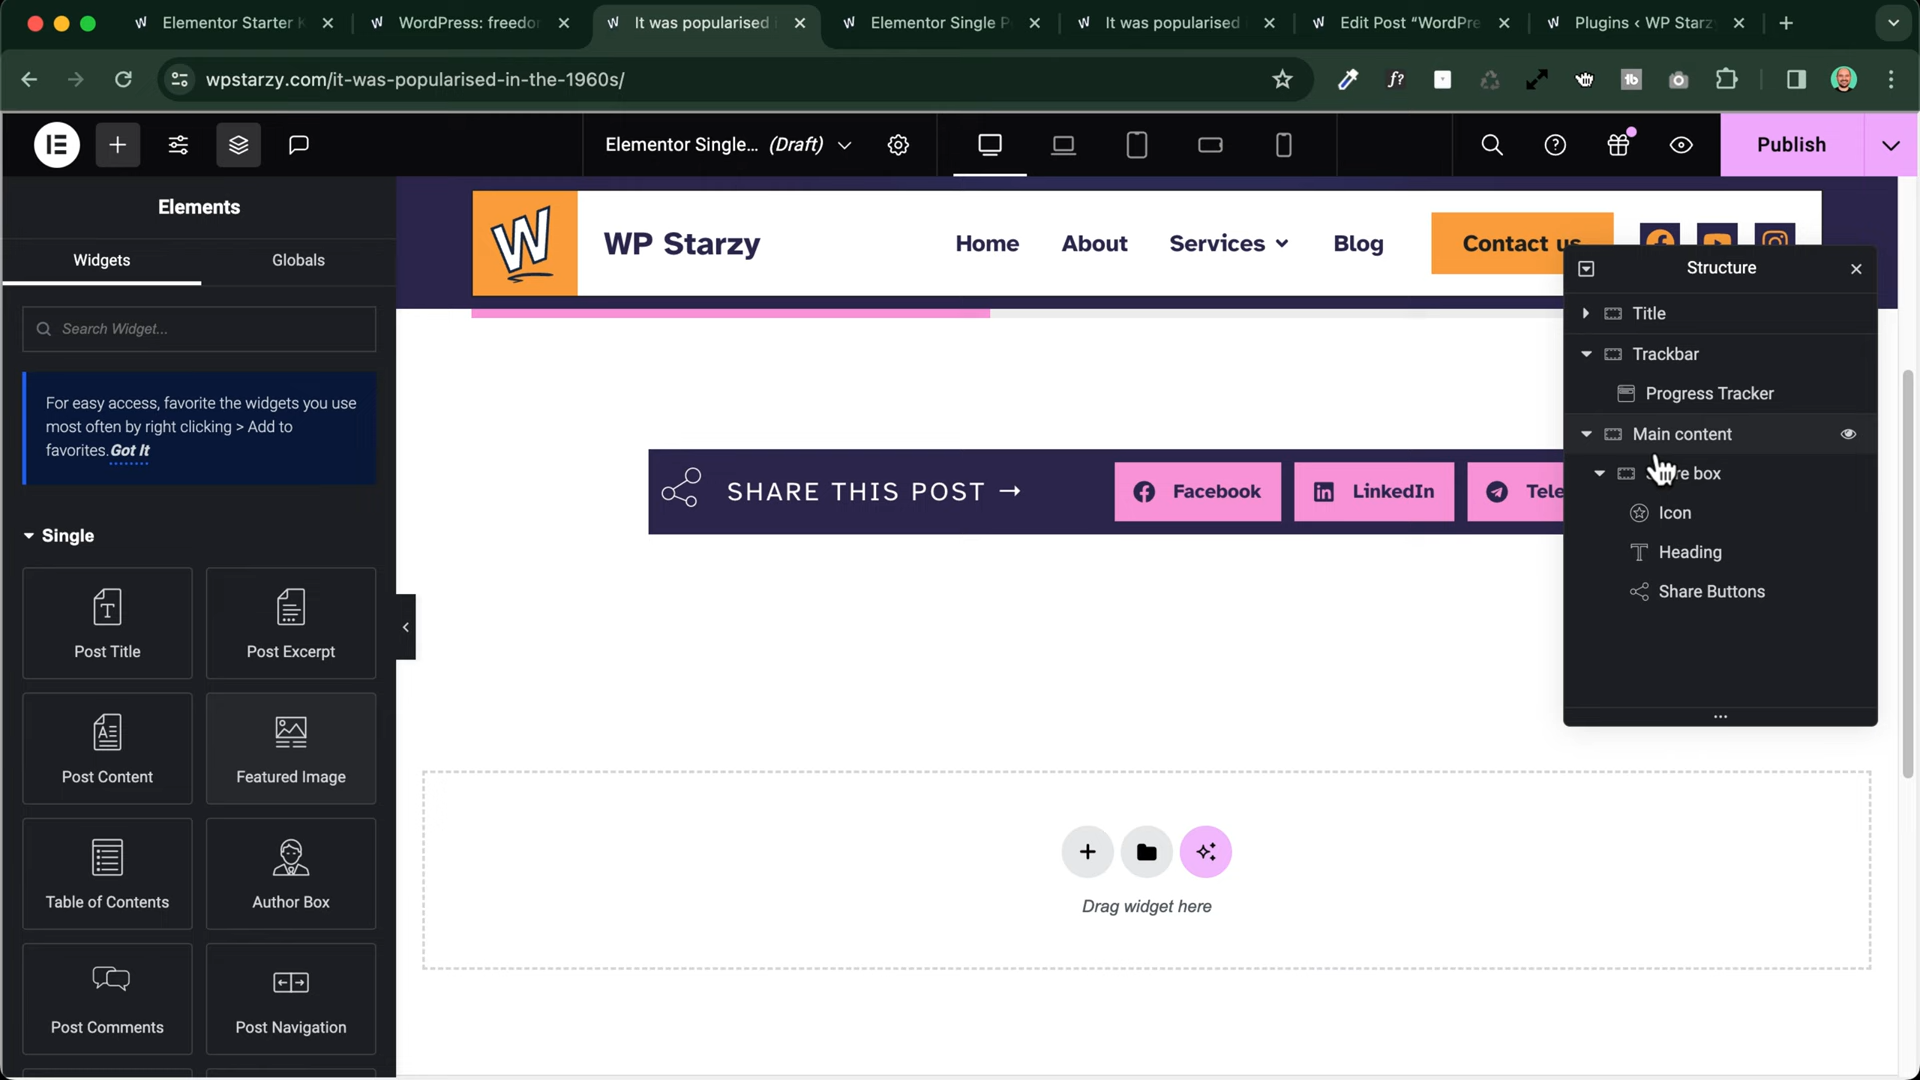 Elementor Starter K
WordPress: freedo
It was popularised i
Elementor Single P
It was popularised
Edit Post “WordPre
Plugins ‹ WP Starz
wpstarzy.com/it-was-popularised-in-the-1960s/
f?
Elementor Single... (Draft)
Publish
Elements
Widgets
Globals
Search Widget...
For easy access, favorite the widgets you use
most often by right clicking > Add to
favorites. Got It
Single
Post Title
Post Excerpt
Post Content
Featured Image
Table of Contents
Author Box
Post Comments
Post Navigation
W
WP Starzy
Home
About
Services
Blog
Contact us
SHARE THIS POST →
Facebook
LinkedIn
Tele
Drag widget here
Structure
Title
Trackbar
Progress Tracker
Main content
re box
Icon
Heading
Share Buttons